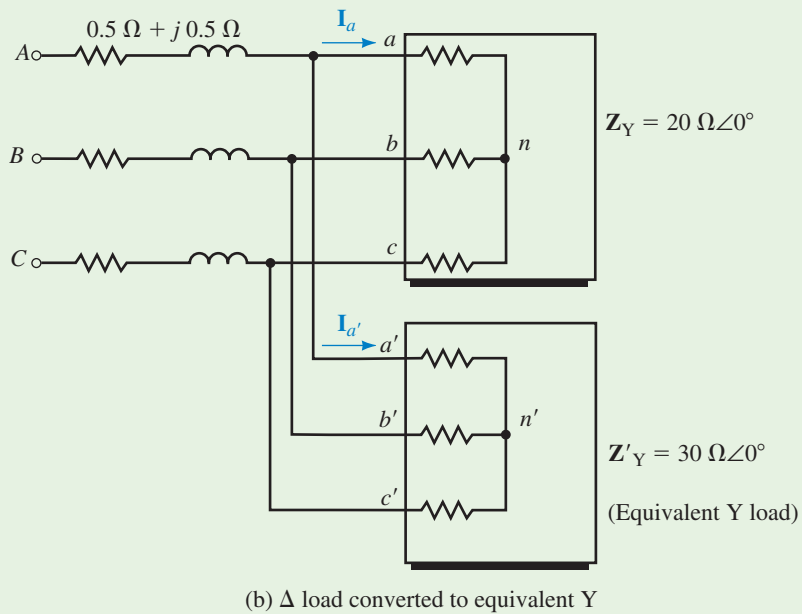 0.5 Ω + j 0.5 Ω
I_a
A
a
B
b
n
Z_Y = 20 Ω∠0°
C
c
I_a′
a′
b′
n′
c′
Z′_Y = 30 Ω∠0°
(Equivalent Y load)
(b) Δ load converted to equivalent Y